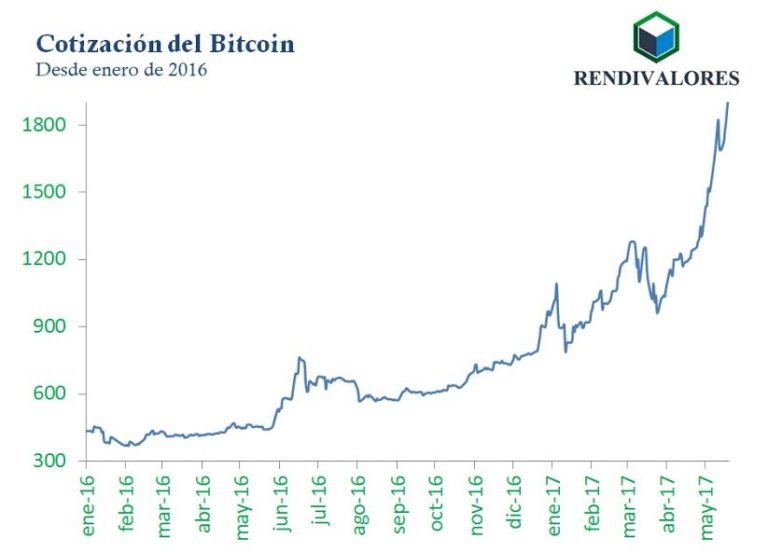 Cotización del Bitcoin
Desde enero de 2016
RENDIVALORES
1800
1500
1200
900
600
300
ene-16
feb-16
mar-16
abr-16
may-16
jun-16
jul-16
ago-16
sep-16
oct-16
nov-16
dic-16
ene-17
feb-17
mar-17
abr-17
may-17